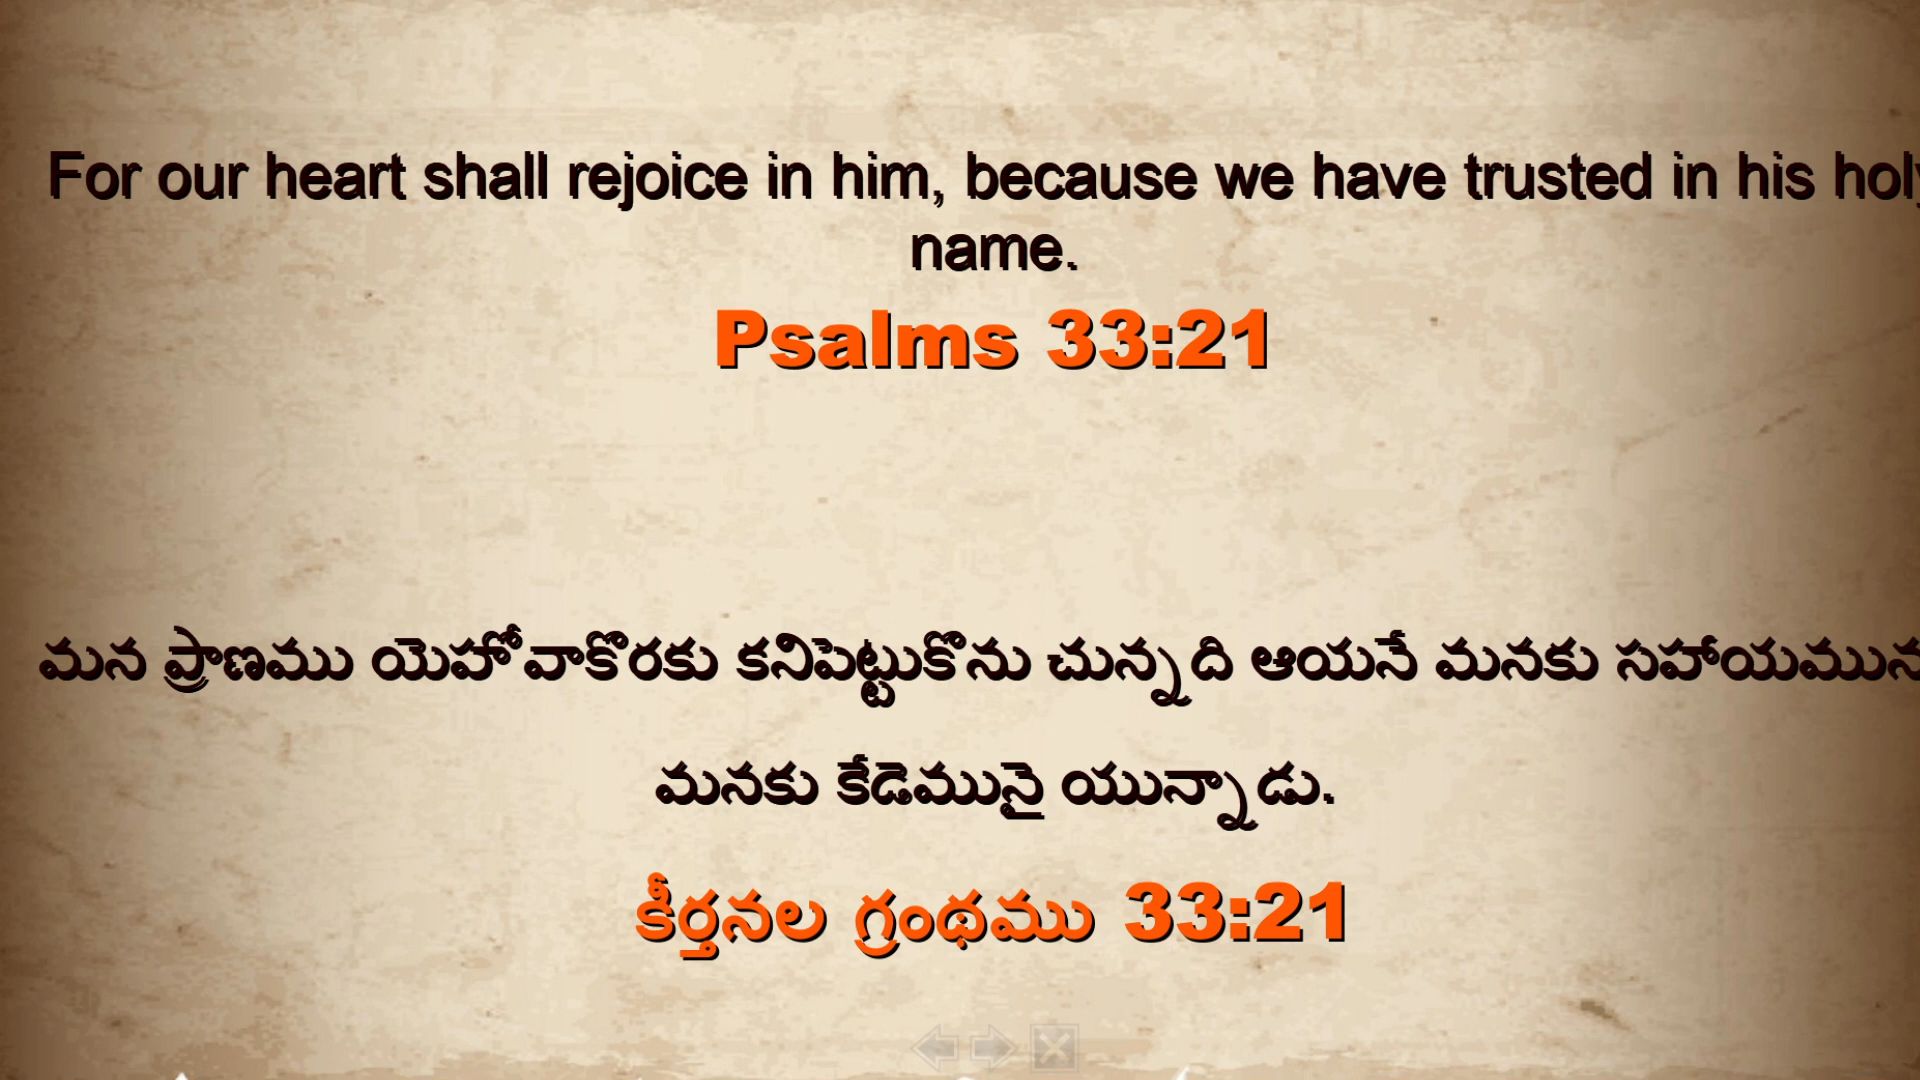 For our heart shall rejoice in him, because we have trusted in his holy
name.
Psalms 33:21
మన ప్రాణము యెహోవాకొరకు కనిపెట్టుకొను చున్నది ఆయనే మనకు సహాయమున
మనకు కేడెమునై యున్నాడు.
కీర్తనల గ్రంథము 33:21